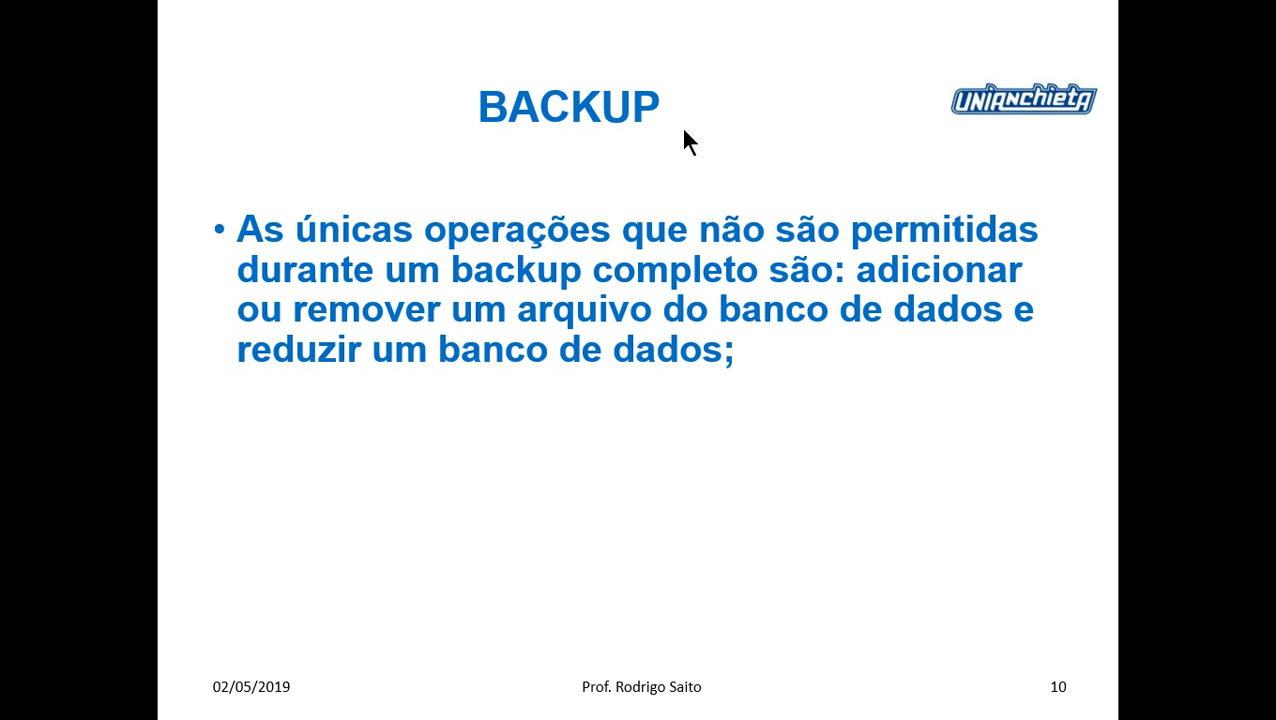 BACKUP
UNIANCHIETA
• As únicas operações que não são permitidas
durante um backup completo são: adicionar
ou remover um arquivo do banco de dados e
reduzir um banco de dados;
02/05/2019
Prof. Rodrigo Saito
10